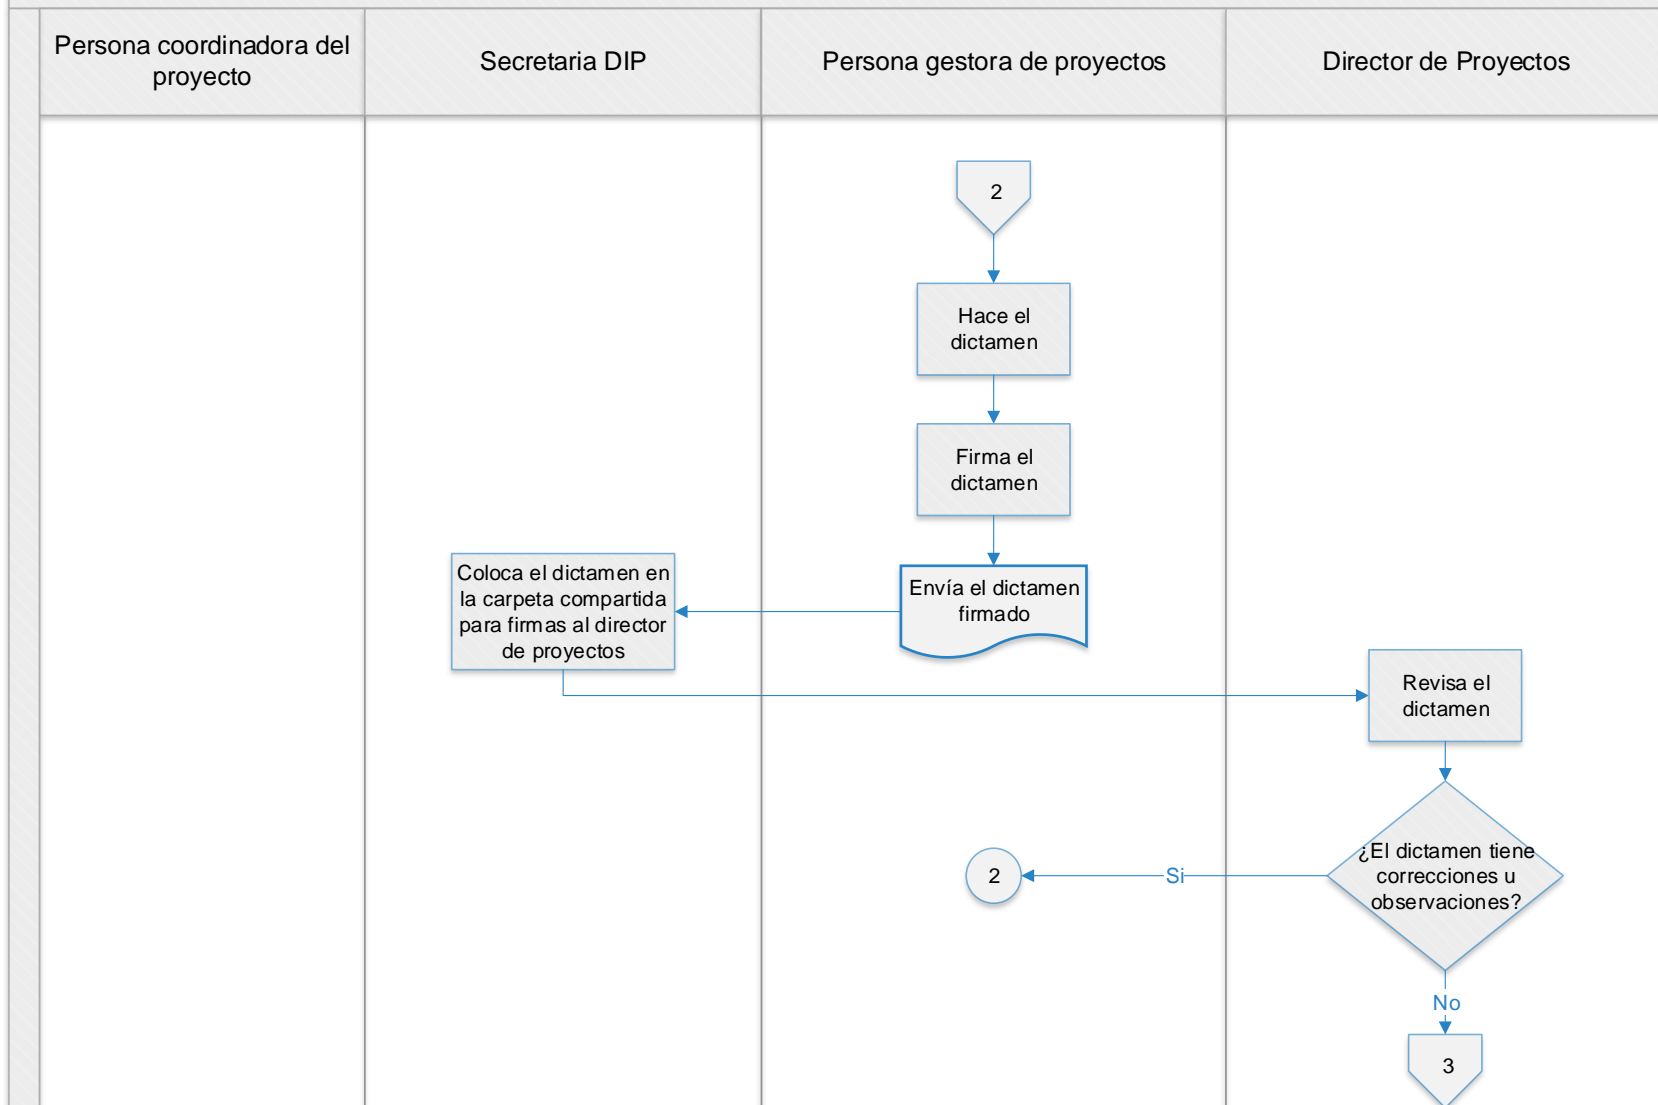 Persona coordinadora del
proyecto
Secretaria DIP
Persona gestora de proyectos
Director de Proyectos
2
Hace el
dictamen
Firma el
dictamen
Envía el dictamen
firmado
Coloca el dictamen en
la carpeta compartida
para firmas al director
de proyectos
Revisa el
dictamen
¿El dictamen tiene
correcciones u
observaciones?
Si
2
No
3